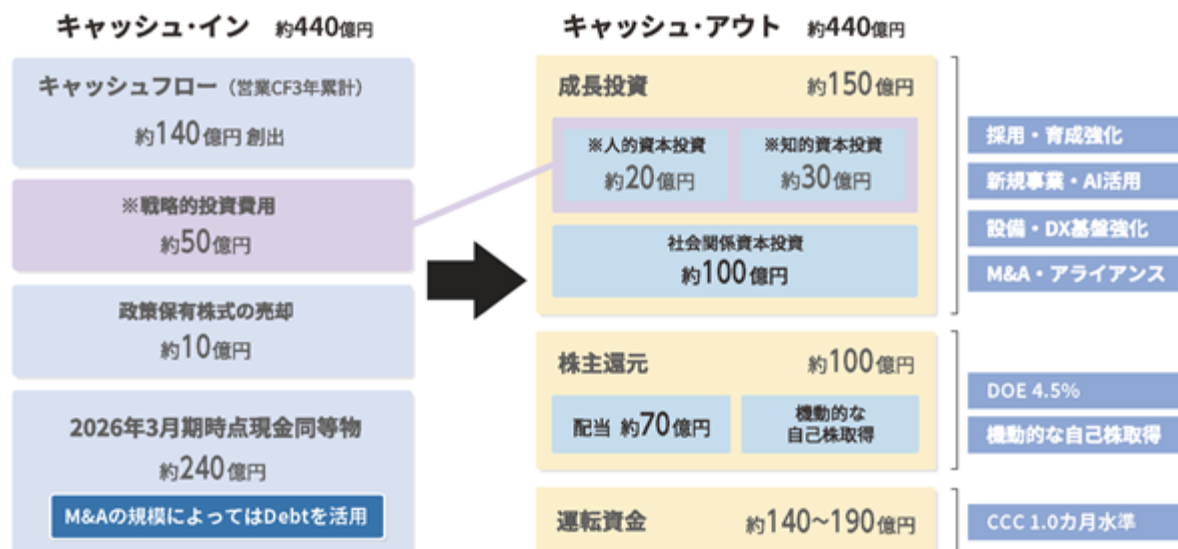 キャッシュ・イン 約440億円
キャッシュフロー（営業CF3年累計）
約140億円 創出
※戦略的投資費用
約50億円
政策保有株式の売却
約10億円
2026年3月期時点現金同等物
約240億円
M&Aの規模によってはDebtを活用
キャッシュ・アウト 約440億円
成長投資 約150億円
※人的資本投資
約20億円
※知的資本投資
約30億円
社会関係資本投資
約100億円
採用・育成強化
新規事業・AI活用
設備・DX基盤強化
M&A・アライアンス
株主還元 約100億円
配当 約70億円
機動的な
自己株取得
DOE 4.5%
機動的な自己株取得
運転資金 約140~190億円
CCC 1.0カ月水準